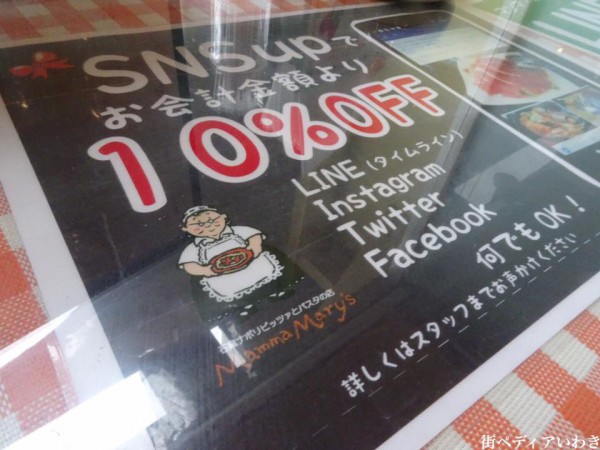 SNSupで
お会計金額より
10%OFF
LINE（タイムライン）
Instagram
Twitter
Facebook
何でもOK！
石窯ナポリピッツァとパスタの店
Mamma Mary's
詳しくはスタッフまでお声かけください
街ペディアいわき